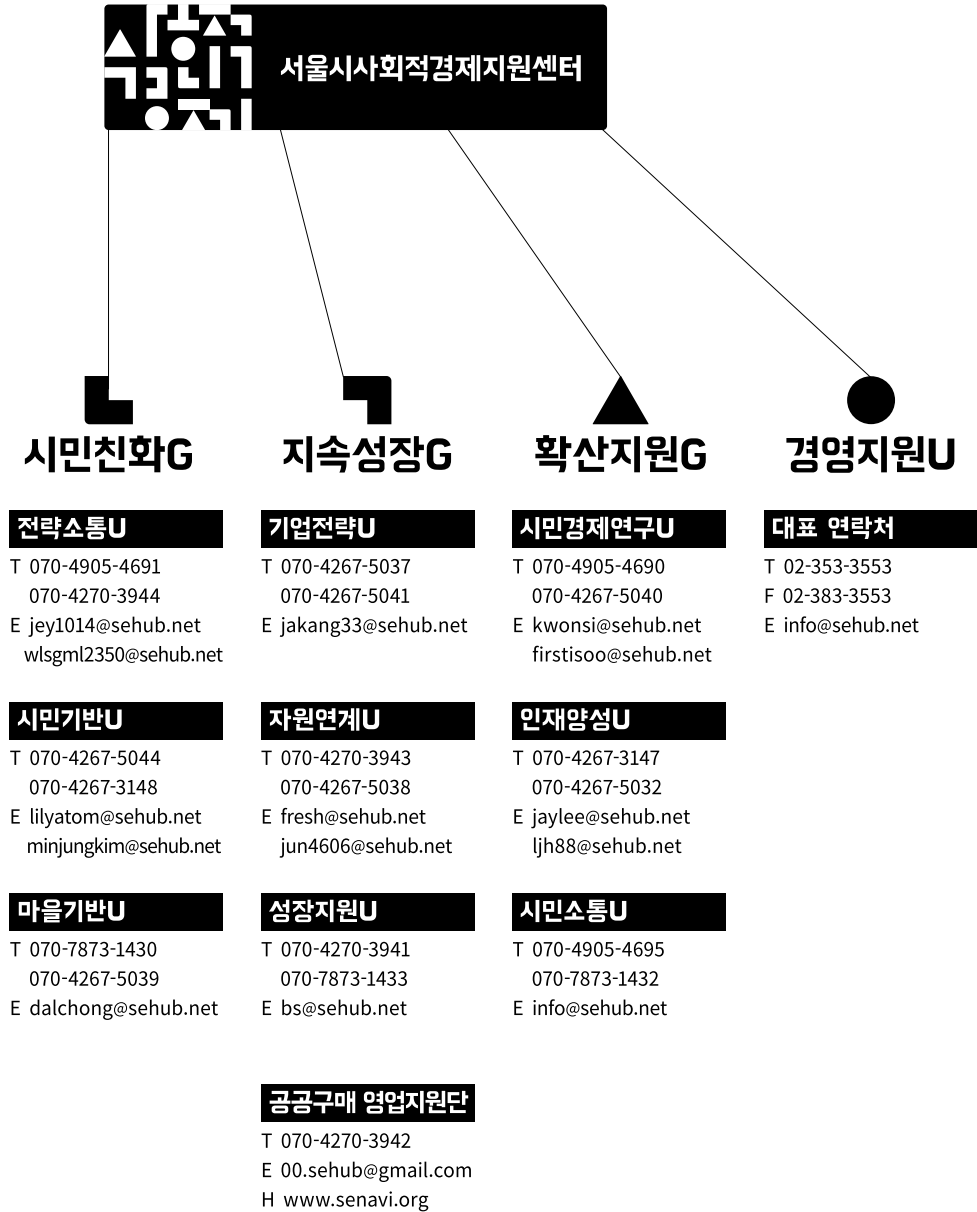 서울시사회적경제지원센터
시민친화G
전략소통U
T 070-4905-4691
070-4270-3944
E jey1014@sehub.net
wlsgml2350@sehub.net
시민기반U
T 070-4267-5044
070-4267-3148
E lilyatom@sehub.net
minjungkim@sehub.net
마을기반U
T 070-7873-1430
070-4267-5039
E dalchong@sehub.net
지속성장G
기업전략U
T 070-4267-5037
070-4267-5041
E jakang33@sehub.net
자원연계U
T 070-4270-3943
070-4267-5038
E fresh@sehub.net
jun4606@sehub.net
성장지원U
T 070-4270-3941
070-7873-1433
E bs@sehub.net
공공구매 영업지원단
T 070-4270-3942
E 00.sehub@gmail.com
H www.senavi.org
확산지원G
시민경제연구U
T 070-4905-4690
070-4267-5040
E kwonsi@sehub.net
firstisoo@sehub.net
인재양성U
T 070-4267-3147
070-4267-5032
E jaylee@sehub.net
ljh88@sehub.net
시민소통U
T 070-4905-4695
070-7873-1432
E info@sehub.net
경영지원U
대표 연락처
T 02-353-3553
F 02-383-3553
E info@sehub.net